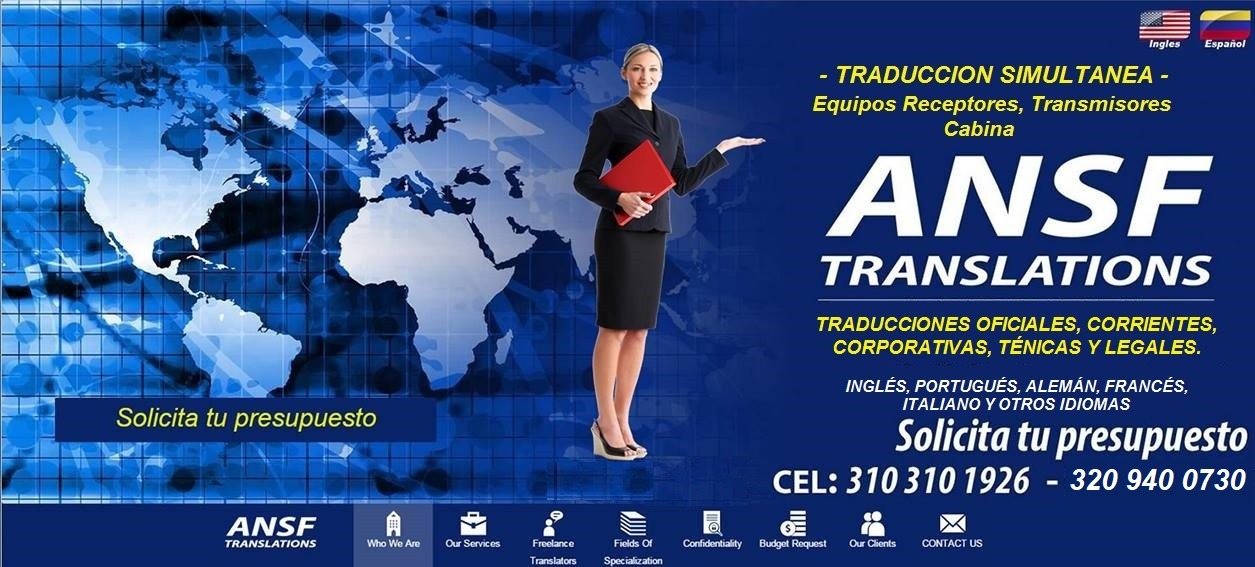 Ingles
Español
- TRADUCCION SIMULTANEA -
Equipos Receptores, Transmisores
Cabina
ANSF
TRANSLATIONS
TRADUCCIONES OFICIALES, CORRIENTES,
CORPORATIVAS, TÉNICAS Y LEGALES.
INGLÉS, PORTUGUÉS, ALEMÁN, FRANCÉS,
ITALIANO Y OTROS IDIOMAS
Solicita tu presupuesto
Solicita tu presupuesto
CEL: 310 310 1926 - 320 940 0730
ANSF
TRANSLATIONS
Who We Are
Our Services
Freelance
Translators
Fields Of
Specialization
Confidentiality
Budget Request
Our Clients
CONTACT US